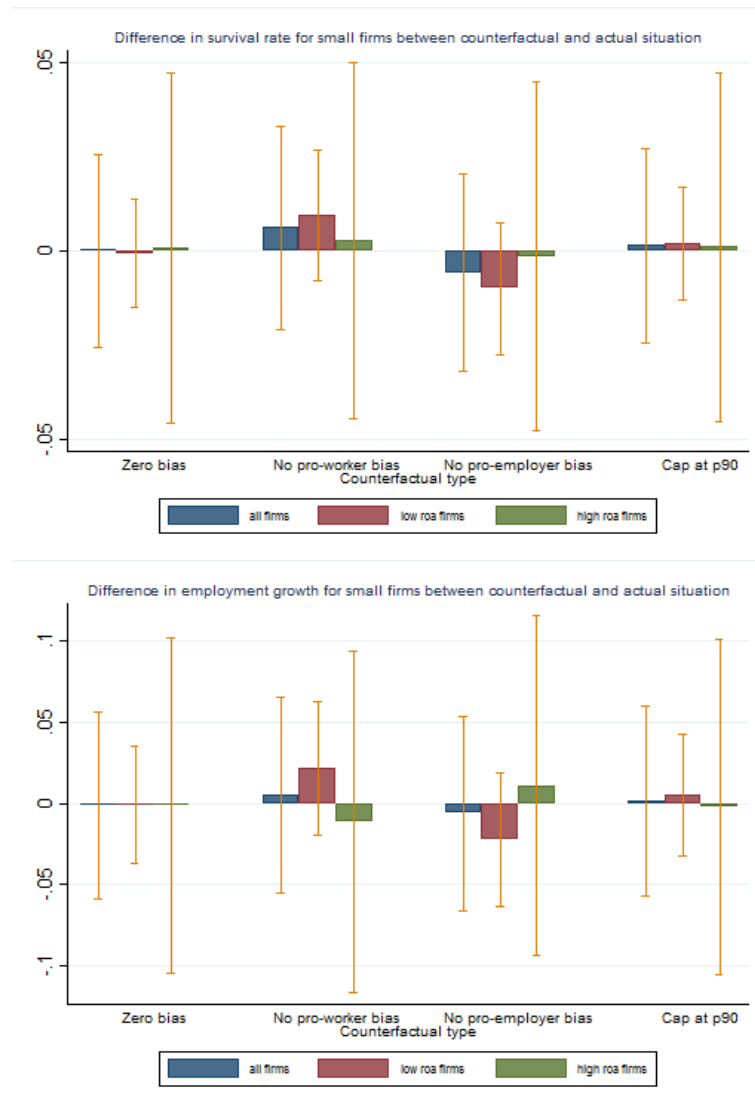 Difference in survival rate for small firms between counterfactual and actual situation
.05
0
-.05
Zero bias No pro-worker bias No pro-employer bias Cap at p90
Counterfactual type
all firms low roa firms high roa firms
Difference in employment growth for small firms between counterfactual and actual situation
.1
.05
0
-.05
-.1
Zero bias No pro-worker bias No pro-employer bias Cap at p90
Counterfactual type
all firms low roa firms high roa firms